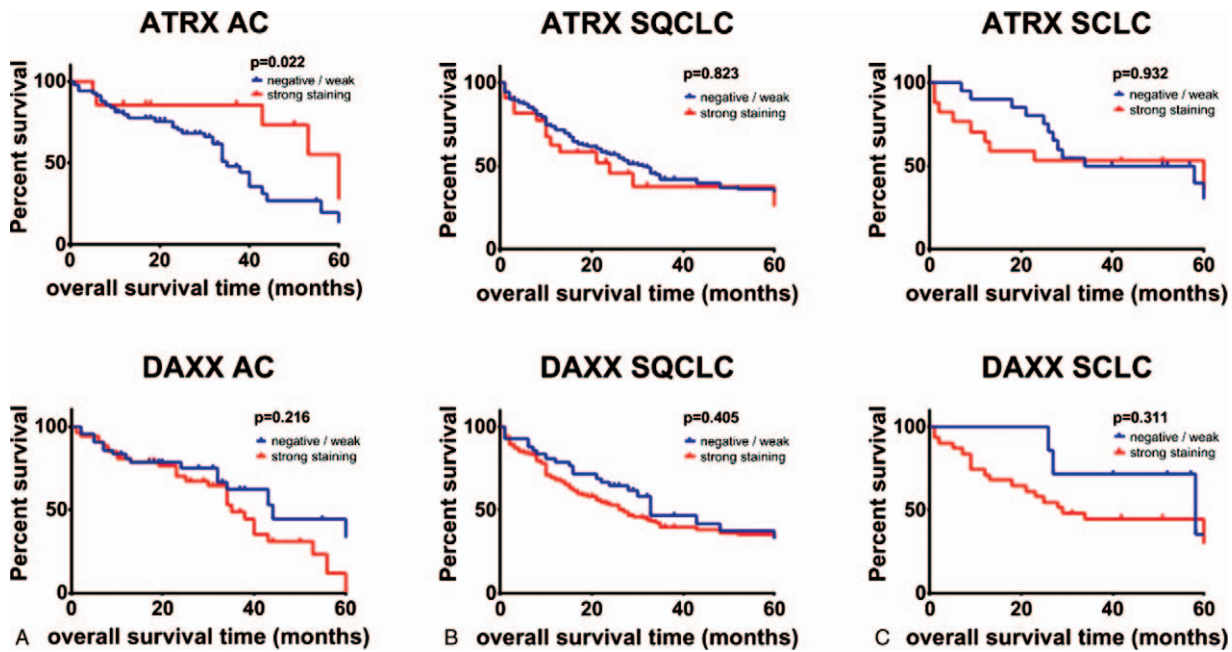 ATRX AC
ATRX SQCLC
ATRX SCLC
p=0.022
negative / weak
strong staining
100
50
0
Percent survival
0 20 40 60
overall survival time (months)
p=0.823
negative / weak
strong staining
100
50
0
Percent survival
0 20 40 60
overall survival time (months)
p=0.932
negative / weak
strong staining
100
50
0
Percent survival
0 20 40 60
overall survival time (months)
DAXX AC
DAXX SQCLC
DAXX SCLC
p=0.216
negative / weak
strong staining
100
50
0
Percent survival
0 20 40 60
A overall survival time (months)
p=0.405
negative / weak
strong staining
100
50
0
Percent survival
0 20 40 60
B overall survival time (months)
p=0.311
negative / weak
strong staining
100
50
0
Percent survival
0 20 40 60
C overall survival time (months)